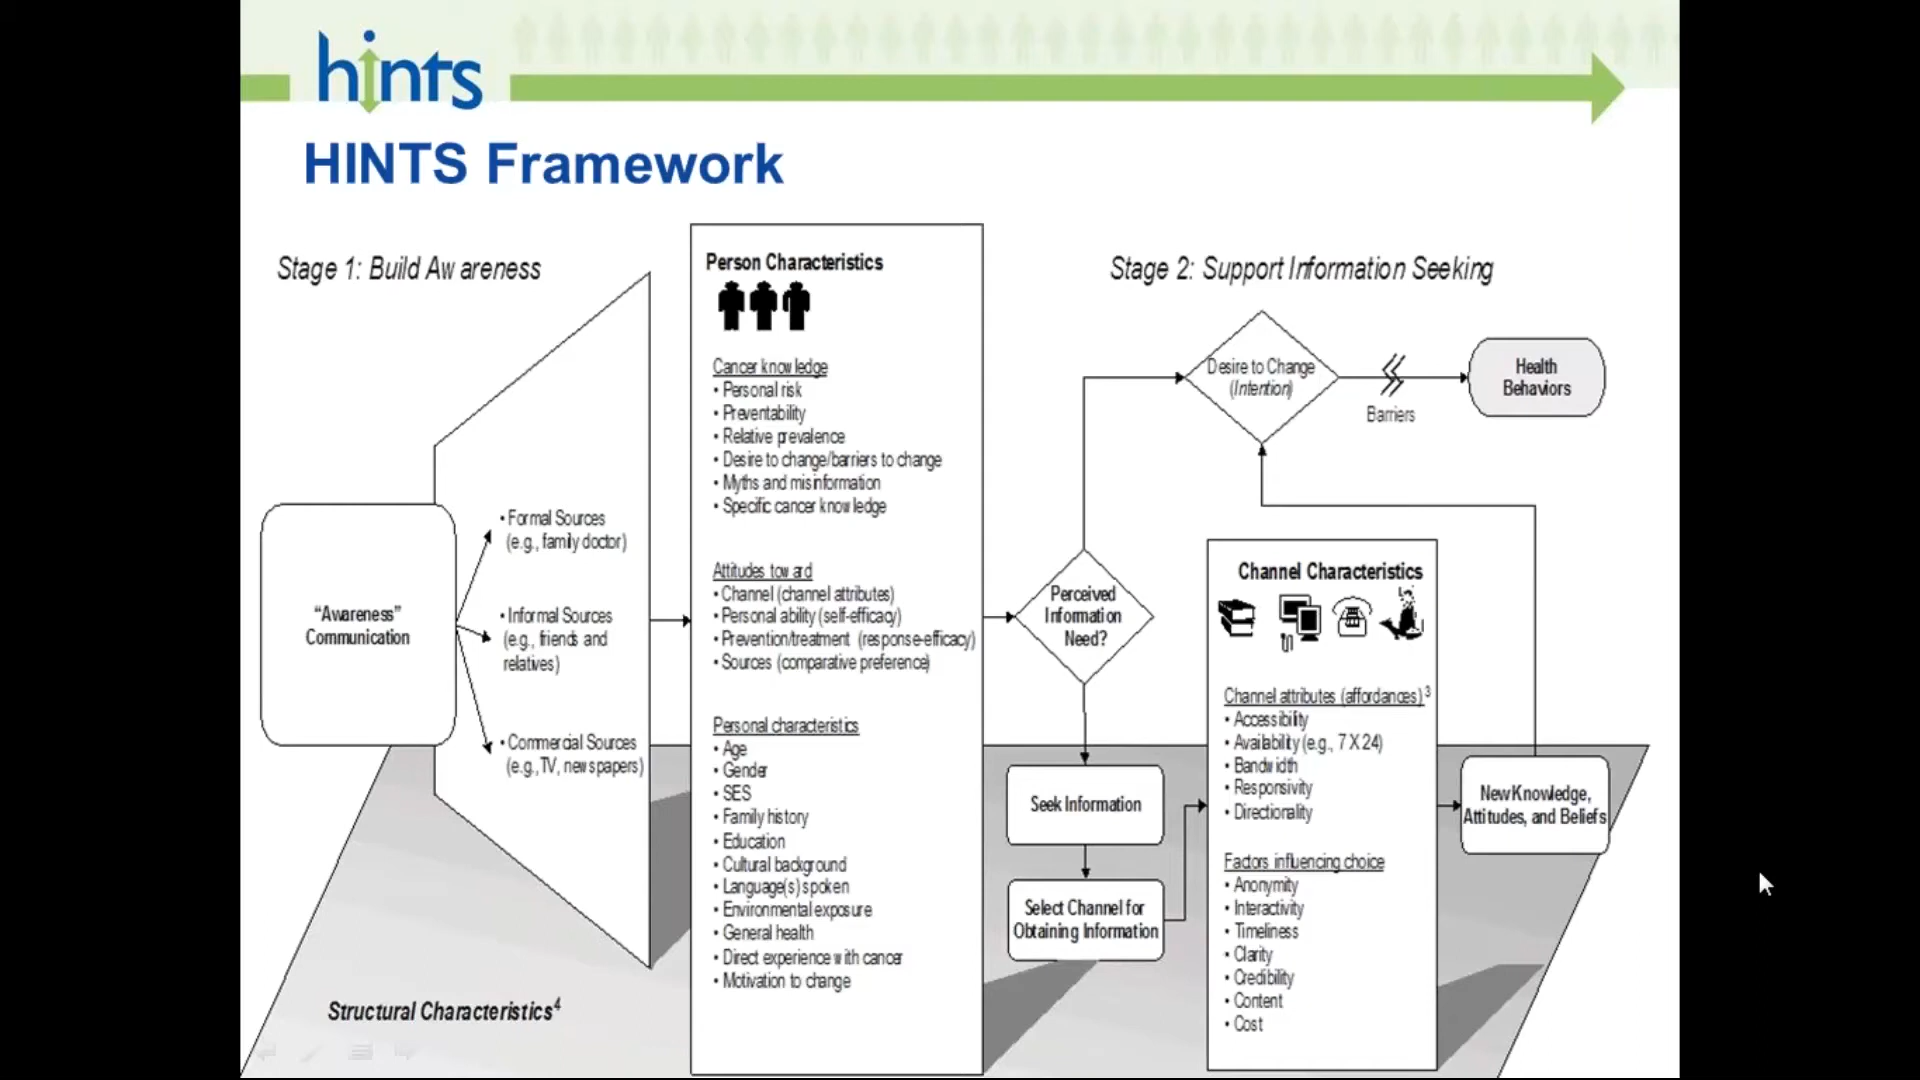 hints
HINTS Framework
Stage 1: Build Awareness
"Awareness"
Communication
• Formal Sources
(e.g., family doctor)
• Informal Sources
(e.g., friends and
relatives)
• Commercial Sources
(e.g., TV, newspapers)
Structural Characteristics4
Person Characteristics
Cancer knowledge
• Personal risk
• Preventability
• Relative prevalence
• Desire to change/barriers to change
• Myths and misinformation
• Specific cancer knowledge
Attitudes toward
• Channel (channel attributes)
• Personal ability (self-efficacy)
• Prevention/treatment (response-efficacy)
• Sources (comparative preference)
Personal characteristics
• Age
• Gender
• SES
• Family history
• Education
• Cultural background
• Language(s) spoken
• Environmental exposure
• General health
• Direct experience with cancer
• Motivation to change
Stage 2: Support Information Seeking
Perceived
Information
Need?
Desire to Change
(Intention)
Barriers
Health
Behaviors
Seek Information
Select Channel for
Obtaining Information
Channel Characteristics
Channel attributes (affordances)3
• Accessibility
• Availability (e.g., 7 X 24)
• Bandwidth
• Responsivity
• Directionality
Factors influencing choice
• Anonymity
• Interactivity
• Timeliness
• Clarity
• Credibility
• Content
• Cost
New Knowledge,
Attitudes, and Beliefs